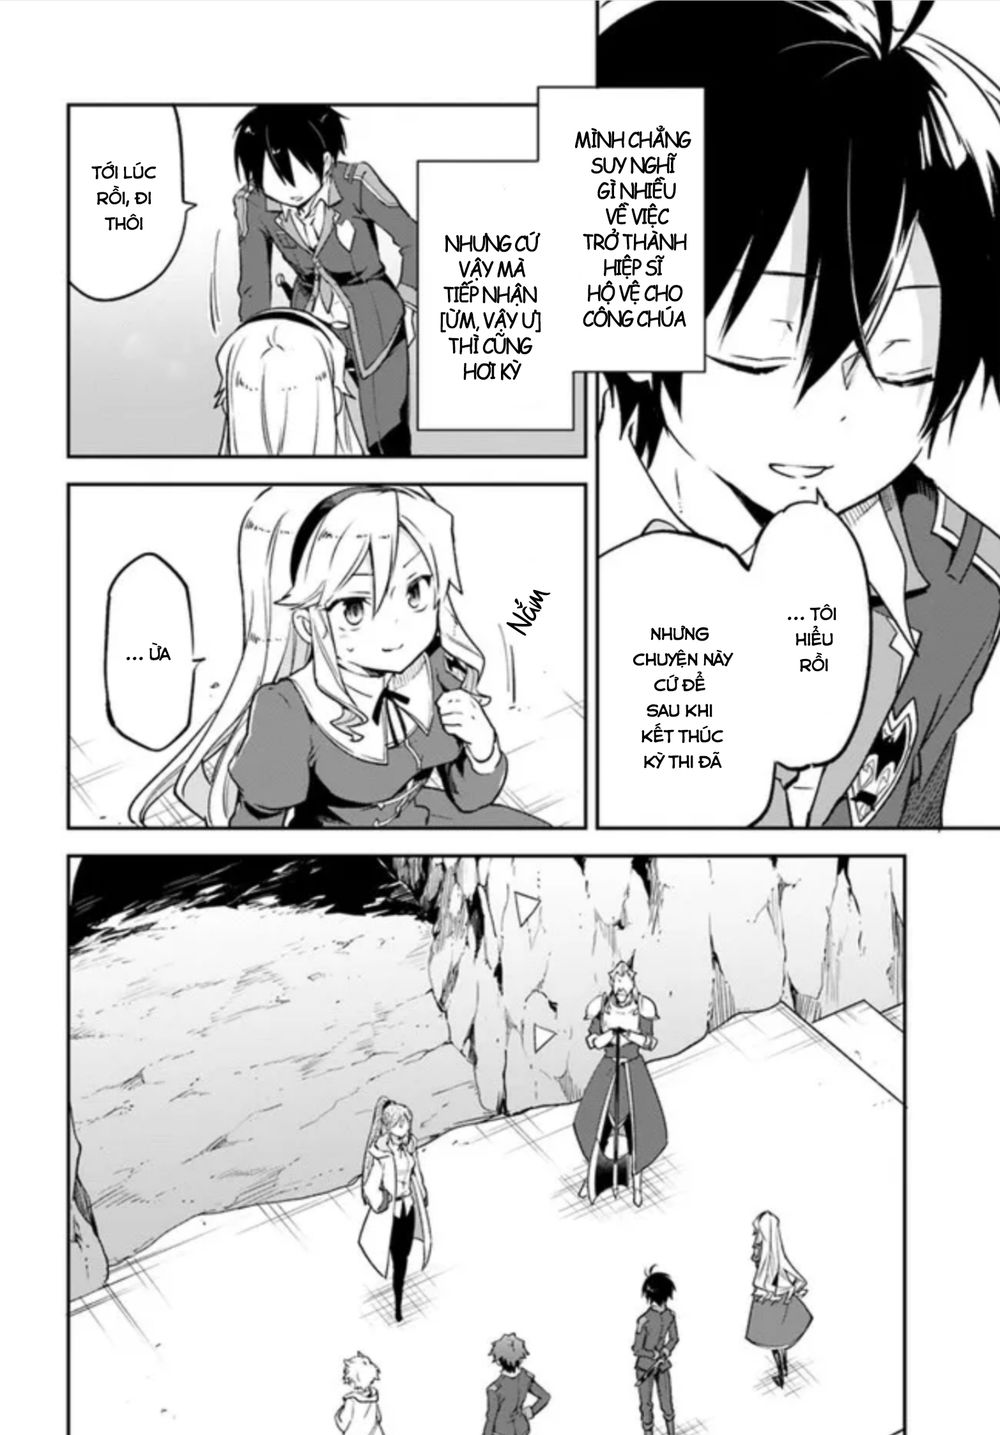 MÌNH CHẲNG
SUY NGHĨ
GÌ NHIỀU
VỀ VIỆC
TRỞ THÀNH
HIỆP SĨ
HỘ VỆ CHO
CÔNG CHÚA
NHƯNG CỨ
VẬY MÀ
TIẾP NHẬN
[ỪM, VẬY Ư]
THÌ CŨNG
HƠI KỲ
TỚI LÚC
RỒI, ĐI
THÔI
... TÔI
HIỂU
RỒI
NHƯNG
CHUYỆN NÀY
CỨ ĐỂ
SAU KHI
KẾT THÚC
KỲ THI ĐÃ
NẮM
... ỪA